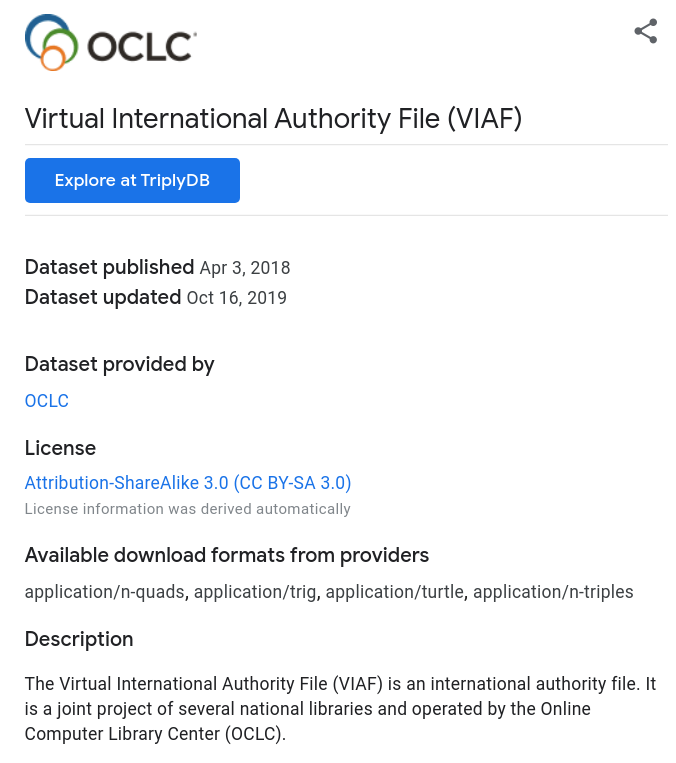 OCLC
Virtual International Authority File (VIAF)
Explore at TriplyDB
Dataset published Apr 3, 2018
Dataset updated Oct 16, 2019
Dataset provided by
OCLC
License
Attribution-ShareAlike 3.0 (CC BY-SA 3.0)
License information was derived automatically
Available download formats from providers
application/n-quads, application/trig, application/turtle, application/n-triples
Description
The Virtual International Authority File (VIAF) is an international authority file. It
is a joint project of several national libraries and operated by the Online
Computer Library Center (OCLC).